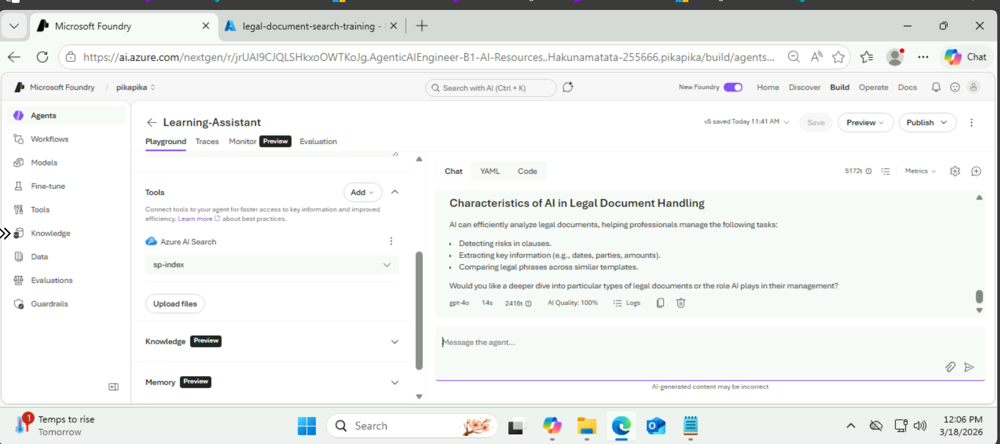 Microsoft Foundry
legal-document-search-training -
https://ai.azure.com/nextgen/r/jrUAI9CJQLSHkxoOWTKoJg,AgenticAIEngineer-B1-AI-Resources,,Hakunamatata-255666,pikapika/build/agents...
Chat
Microsoft Foundry / pikapika
Search with AI (Ctrl + K)
New Foundry
Home Discover Build Operate Docs
Agents
Workflows
Models
Fine-tune
Tools
Knowledge
Data
Evaluations
Guardrails
Learning-Assistant
v5 saved Today 11:41 AM
Save
Preview
Publish
Playground Traces Monitor Preview Evaluation
Tools
Add
Connect tools to your agent for faster access to key information and improved
efficiency. Learn more about best practices.
Azure AI Search
sp-index
Upload files
Knowledge Preview
Memory Preview
Chat YAML Code
5172t
Metrics
Characteristics of AI in Legal Document Handling
AI can efficiently analyze legal documents, helping professionals manage the following tasks:
• Detecting risks in clauses.
• Extracting key information (e.g., dates, parties, amounts).
• Comparing legal phrases across similar templates.
Would you like a deeper dive into particular types of legal documents or the role AI plays in their management?
gpt-4o 14s 2416t AI Quality: 100% Logs
Message the agent...
AI-generated content may be incorrect
1
Temps to rise
Tomorrow
Search
12:06 PM
3/18/2026